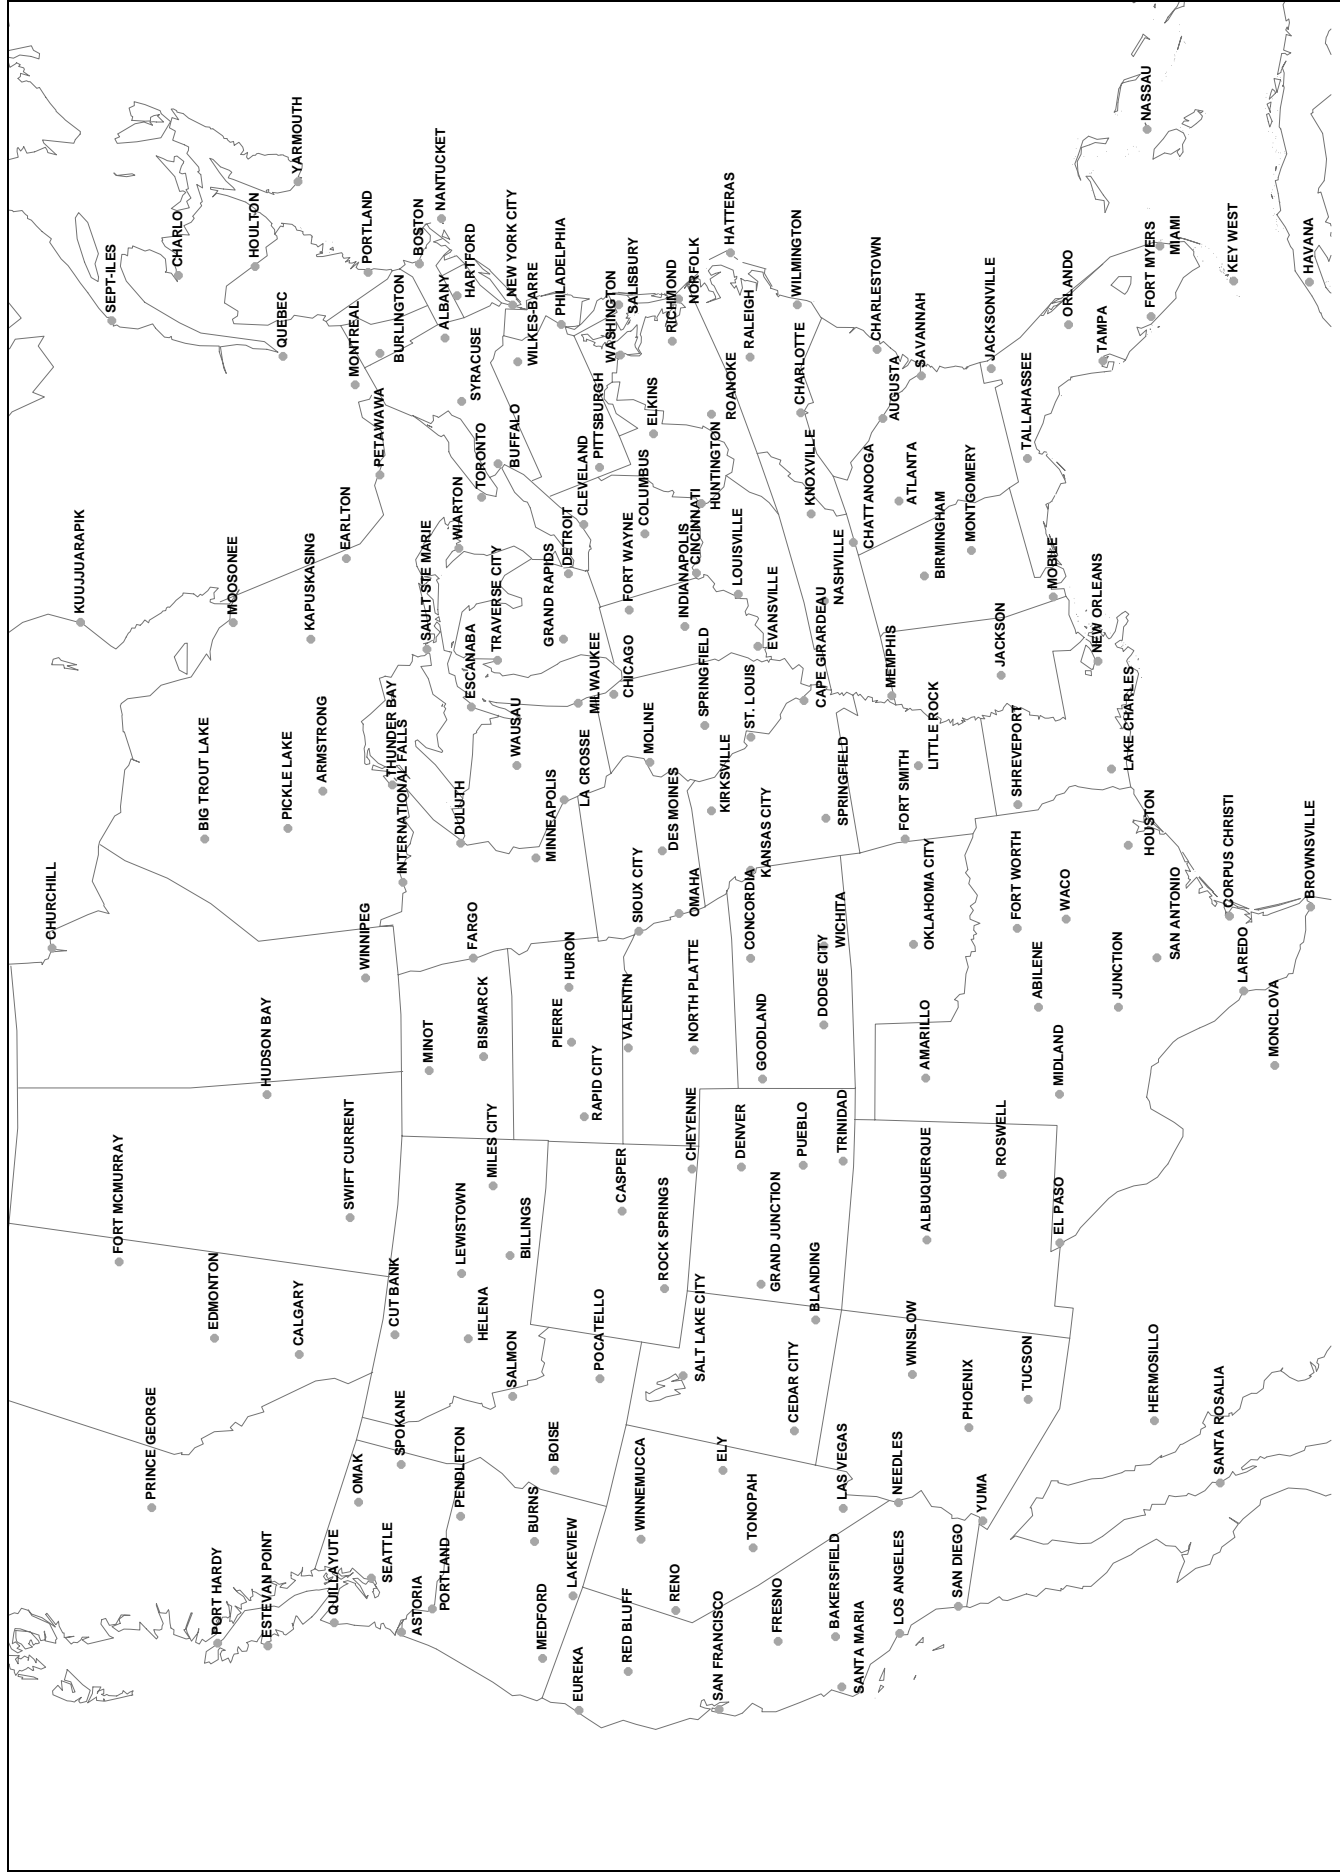 CHURCHILL
KUUJJUARAPIK
SEPT-ILES
FORT MCMURRAY
PRINCE GEORGE
CHARLO
BIG TROUT LAKE
EDMONTON
PORT HARDY
MOOSONEE
HOULTON
HUDSON BAY
ESTEVAN POINT
PICKLE LAKE
QUEBEC
YARMOUTH
CALGARY
KAPUSKASING
ARMSTRONG
QUILLAYUTE
SWIFT CURRENT
EARLTON
MONTREAL
OMAK
WINNIPEG
PORTLAND
SEATTLE
PETAWAWA
BURLINGTON
THUNDER BAY
CUT BANK
INTERNATIONAL FALLS
SPOKANE
ASTORIA
BOSTON
SAULT STE MARIE
MINOT
NANTUCKET
PORTLAND
ALBANY
HARTFORD
WIARTON
PENDLETON
LEWISTOWN
DULUTH
SYRACUSE
HELENA
ESCANABA
FARGO
TORONTO
BISMARCK
MILES CITY
TRAVERSE CITY
BUFFALO
BILLINGS
SALMON
NEW YORK CITY
WAUSAU
WILKES-BARRE
BURNS
MINNEAPOLIS
MEDFORD
BOISE
PHILADELPHIA
GRAND RAPIDS
LA CROSSE
DETROIT
HURON
PIERRE
LAKEVIEW
EUREKA
MILWAUKEE
CLEVELAND
RAPID CITY
PITTSBURGH
POCATELLO
CHICAGO
WASHINGTON
SALISBURY
CASPER
VALENTIN
RED BLUFF
FORT WAYNE
SIOUX CITY
WINNEMUCCA
COLUMBUS
MOLINE
ELKINS
DES MOINES
ROCK SPRINGS
RICHMOND
NORFOLK
RENO
OMAHA
SALT LAKE CITY
INDIANAPOLIS
CHEYENNE
NORTH PLATTE
CINCINNATI
HUNTINGTON
SPRINGFIELD
ROANOKE
KIRKSVILLE
SAN FRANCISCO
ELY
HATTERAS
LOUISVILLE
DENVER
RALEIGH
ST. LOUIS
KANSAS CITY
CONCORDIA
TONOPAH
EVANSVILLE
GOODLAND
GRAND JUNCTION
FRESNO
CEDAR CITY
WILMINGTON
CHARLOTTE
PUEBLO
CAPE GIRARDEAU
KNOXVILLE
BLANDING
NASHVILLE
DODGE CITY
WICHITA
SPRINGFIELD
BAKERSFIELD
TRINIDAD
LAS VEGAS
SANTA MARIA
CHATTANOOGA
CHARLESTOWN
AUGUSTA
MEMPHIS
NEEDLES
LOS ANGELES
ATLANTA
FORT SMITH
WINSLOW
OKLAHOMA CITY
LITTLE ROCK
SAVANNAH
BIRMINGHAM
AMARILLO
ALBUQUERQUE
SAN DIEGO
PHOENIX
MONTGOMERY
YUMA
JACKSONVILLE
JACKSON
ROSWELL
FORT WORTH
SHREVEPORT
TALLAHASSEE
TUCSON
ABILENE
MOBILE
EL PASO
MIDLAND
WACO
ORLANDO
NEW ORLEANS
TAMPA
LAKE CHARLES
JUNCTION
HOUSTON
NASSAU
FORT MYERS
MIAMI
HERMOSILLO
SAN ANTONIO
SANTA ROSALIA
CORPUS CHRISTI
KEY WEST
LAREDO
MONCLOVA
HAVANA
BROWNSVILLE